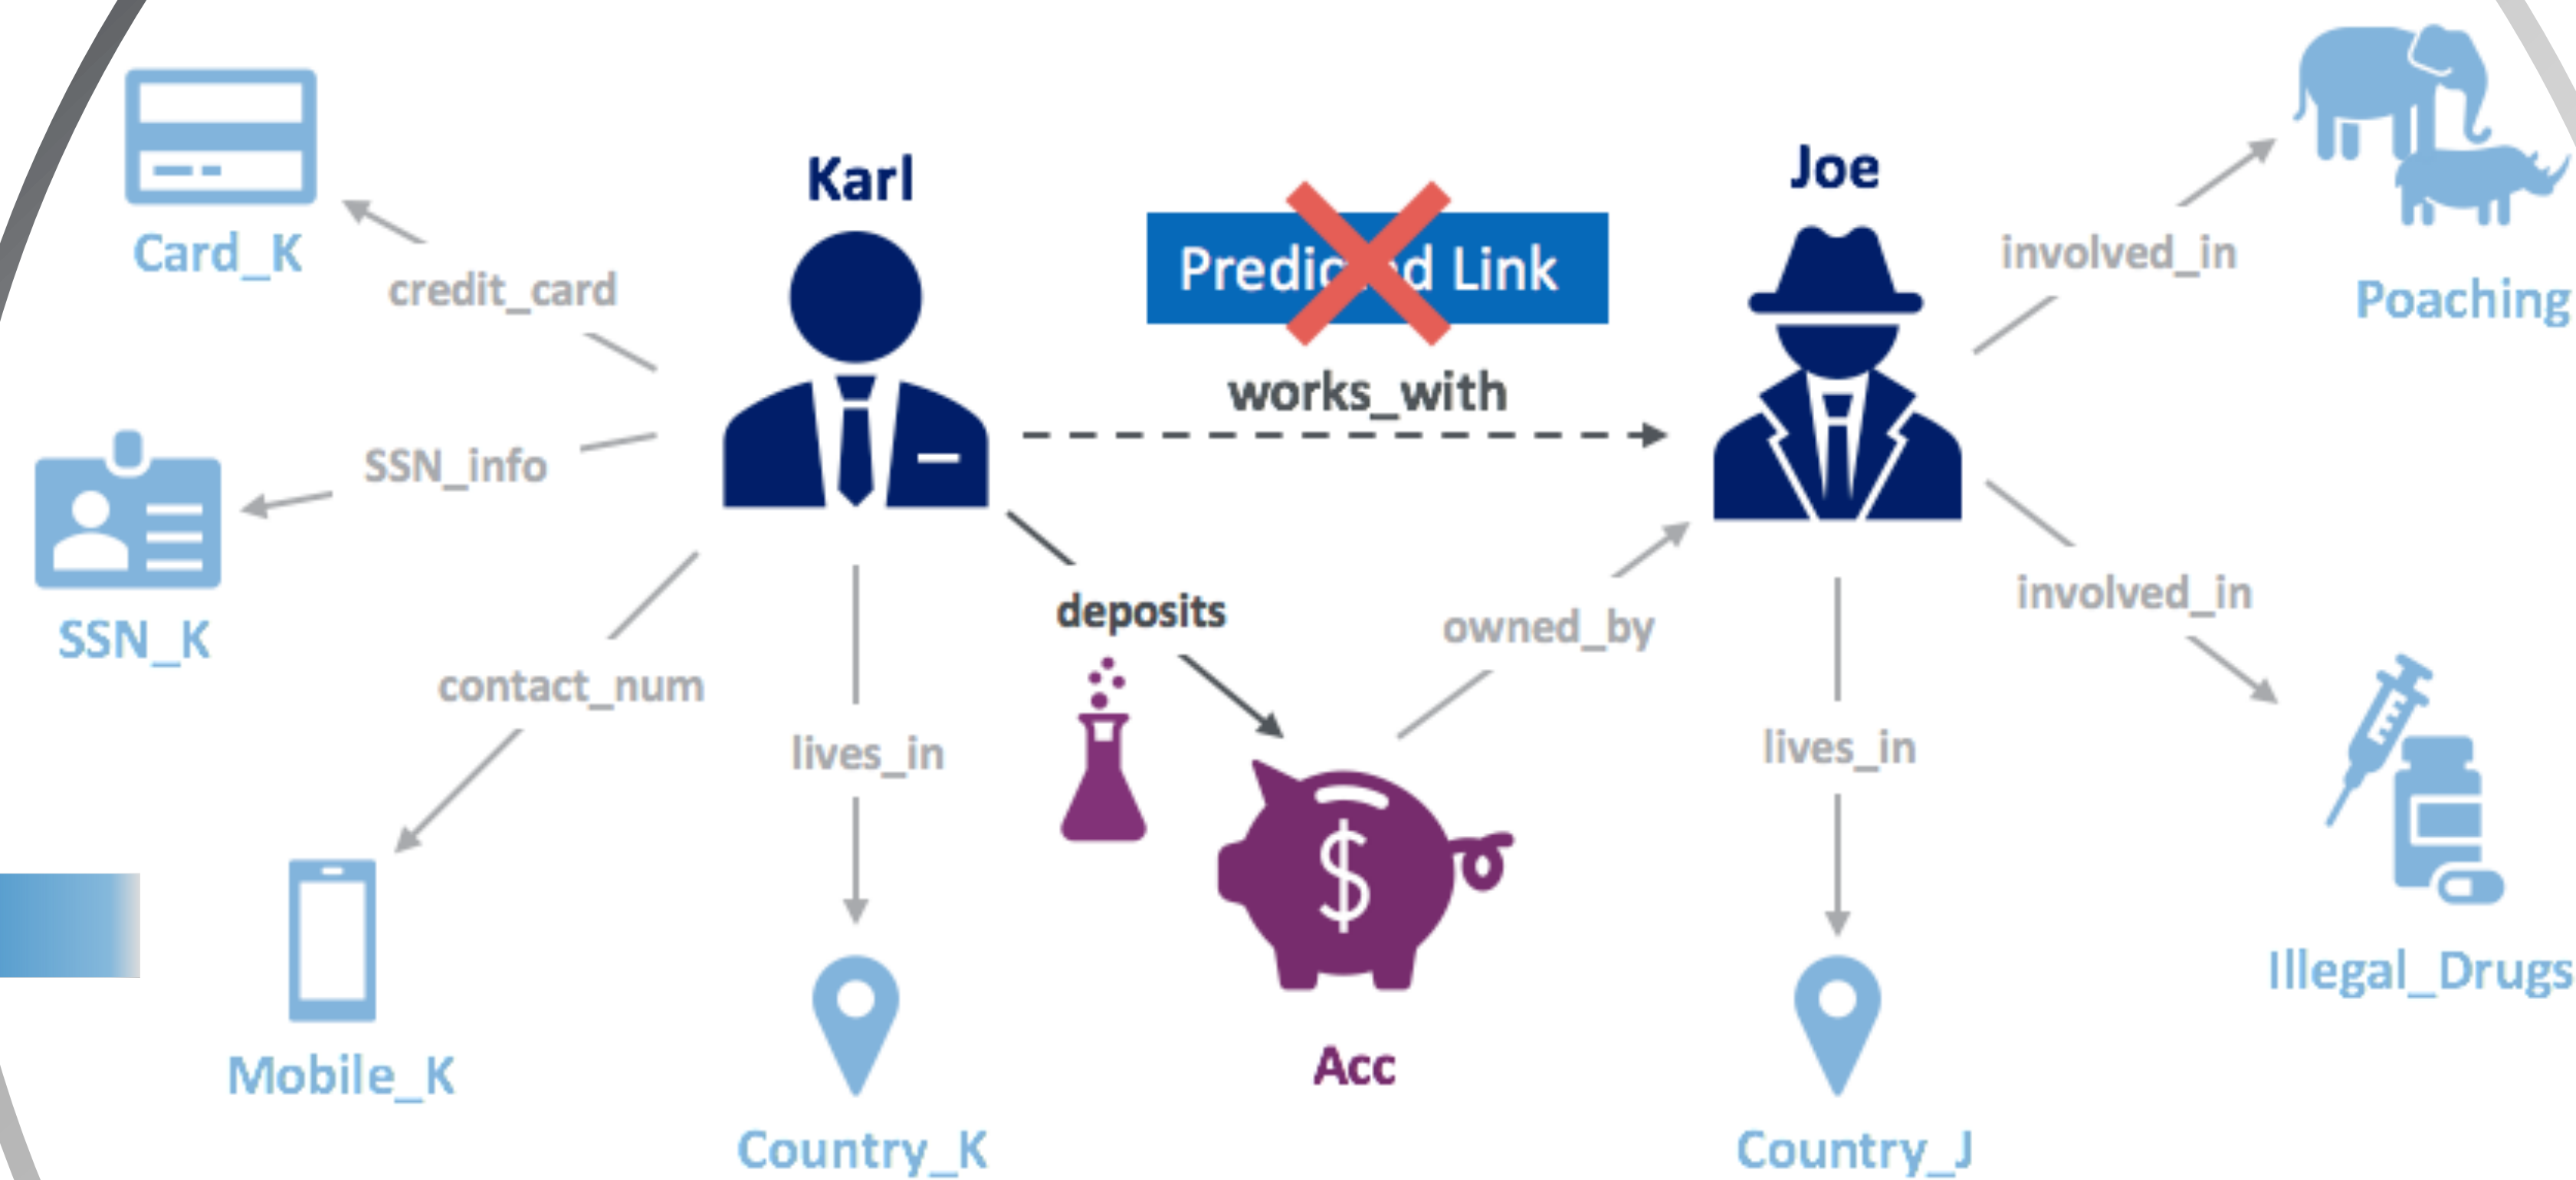 Karl
Joe
Card_K
credit_card
Predicted Link
works_with
involved_in
Poaching
SSN_info
SSN_K
deposits
owned_by
involved_in
contact_num
lives_in
lives_in
$
Mobile_K
Acc
Illegal_Drugs
Country_K
Country_J